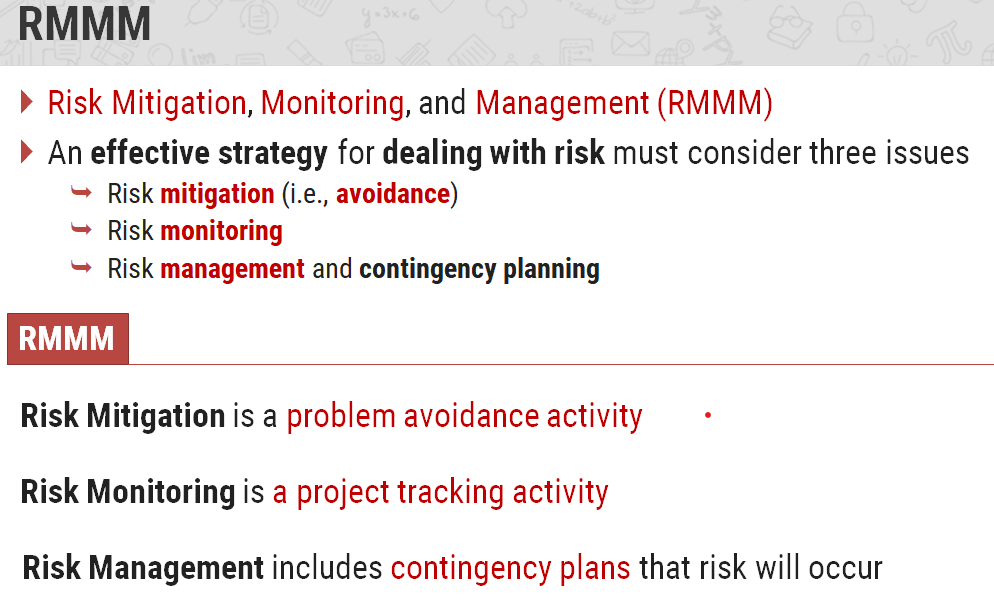 RMMM
Risk Mitigation, Monitoring, and Management (RMMM)
An effective strategy for dealing with risk must consider three issues
Risk mitigation (i.e., avoidance)
Risk monitoring
Risk management and contingency planning
RMMM
Risk Mitigation is a problem avoidance activity
Risk Monitoring is a project tracking activity
Risk Management includes contingency plans that risk will occur